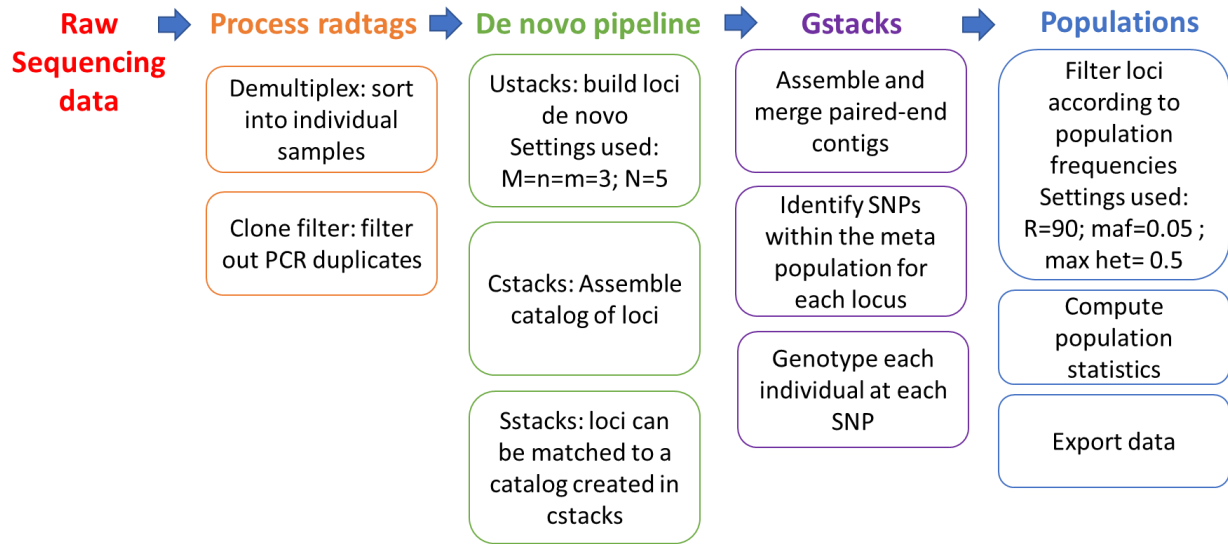 Raw
Sequencing
data
Process radtags
Demultiplex: sort
into individual
samples
Clone filter: filter
out PCR duplicates
De novo pipeline
Ustacks: build loci
de novo
Settings used:
M=n=m=3; N=5
Cstacks: Assemble
catalog of loci
Sstacks: loci can
be matched to a
catalog created in
cstacks
Gstacks
Assemble and
merge paired-end
contigs
Identify SNPs
within the meta
population for
each locus
Genotype each
individual at each
SNP
Populations
Filter loci
according to
population
frequencies
Settings used:
R=90; maf=0.05 ;
max het= 0.5
Compute
population
statistics
Export data